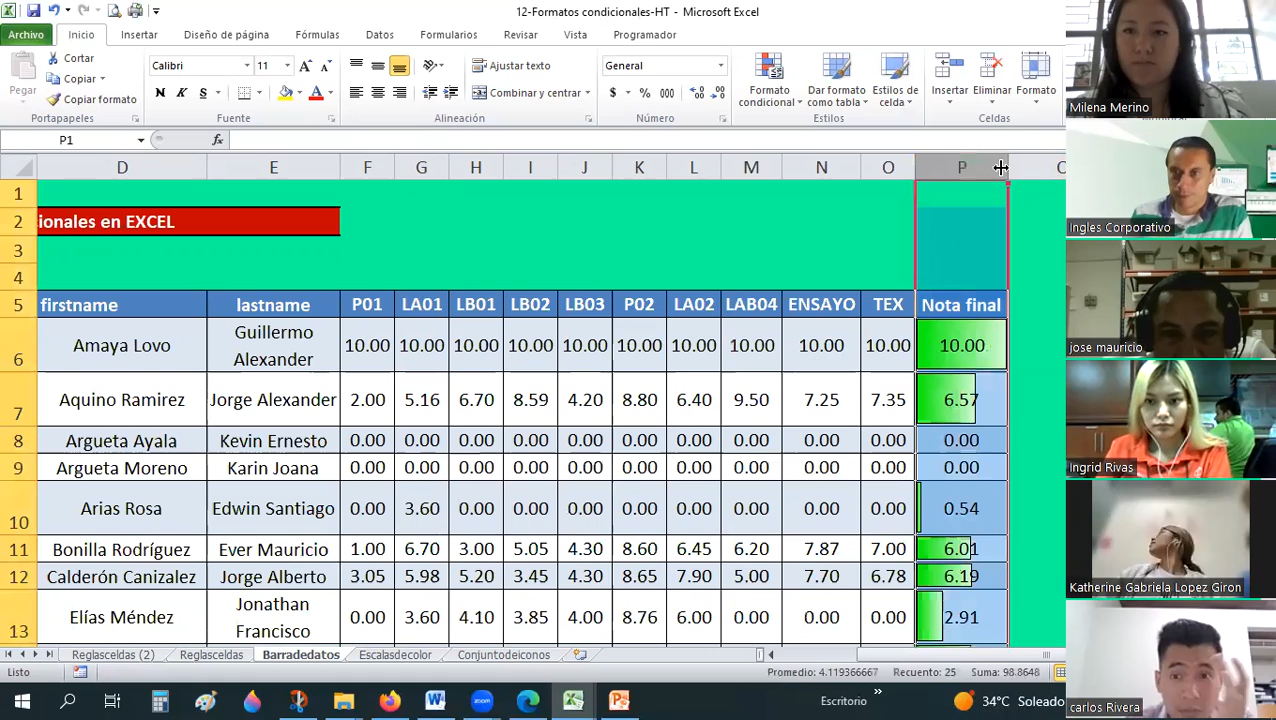 12-Formatos condicionales-HT - Microsoft Excel
Archivo Inicio Insertar Diseño de página Fórmulas Datos Formularios Revisar Vista Programador
Pegar Cortar Copiar Copiar formato
Portapapeles
Calibri 11
N K S
Fuente
Ajustar texto
Combinar y centrar
Alineación
General
$ % 000
Número
Formato condicional Dar formato como tabla Estilos de celda
Estilos
Insertar Eliminar Formato
Celdas
P1 fx
D E F G H I J K L M N O P
1
2 cionales en EXCEL
3
4
5 firstname lastname P01 LA01 LB01 LB02 LB03 P02 LA02 LAB04 ENSAYO TEX Nota final
6 Amaya Lovo Guillermo Alexander 10.00 10.00 10.00 10.00 10.00 10.00 10.00 10.00 10.00 10.00 10.00
7 Aquino Ramirez Jorge Alexander 2.00 5.16 6.70 8.59 4.20 8.80 6.40 9.50 7.25 7.35 6.57
8 Argueta Ayala Kevin Ernesto 0.00 0.00 0.00 0.00 0.00 0.00 0.00 0.00 0.00 0.00 0.00
9 Argueta Moreno Karin Joana 0.00 0.00 0.00 0.00 0.00 0.00 0.00 0.00 0.00 0.00 0.00
10 Arias Rosa Edwin Santiago 0.00 3.60 0.00 0.00 0.00 0.00 0.00 0.00 0.00 0.00 0.54
11 Bonilla Rodríguez Ever Mauricio 1.00 6.70 3.00 5.05 4.30 8.60 6.45 6.20 7.87 7.00 6.01
12 Calderón Canizalez Jorge Alberto 3.05 5.98 5.20 3.45 4.30 8.65 7.90 5.00 7.70 6.78 6.19
13 Elías Méndez Jonathan Francisco 0.00 3.60 4.10 3.85 4.00 8.76 6.00 0.00 0.00 0.00 2.91
Reglasceldas (2) Reglasceldas Barradedatos Escalasdecolor Conjuntodeiconos
Listo Promedio: 4.119366667 Recuento: 25 Suma: 98.8648
Escritorio » 34°C Soleado
Milena Merino
Ingles Corporativo
jose mauricio
Ingrid Rivas
Katherine Gabriela Lopez Giron
carlos Rivera